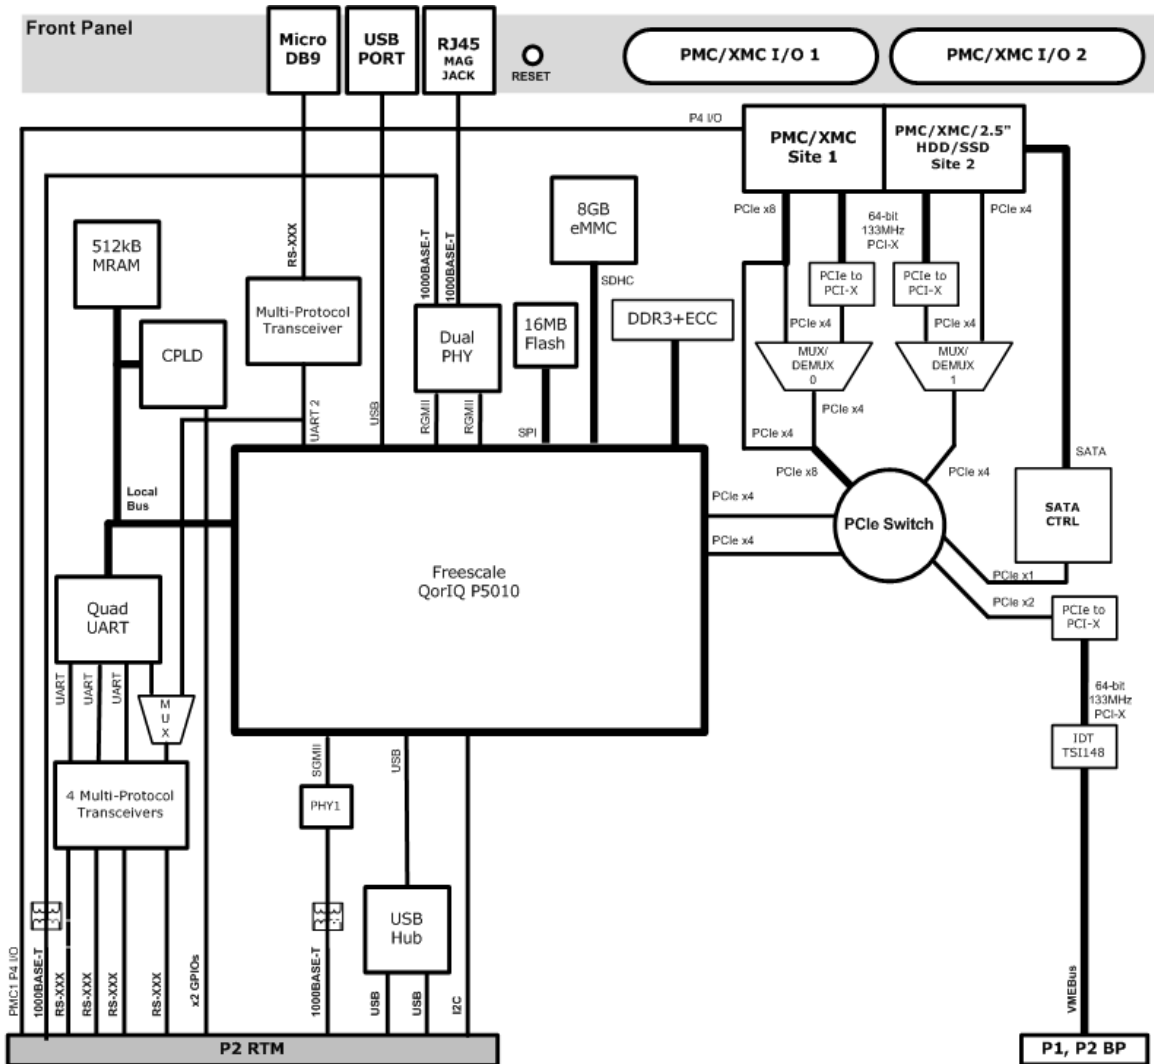 Front Panel
Micro
DB9
USB
PORT
RJ45
MAG
JACK
RESET
PMC/XMC I/O 1
PMC/XMC I/O 2
P4 I/O
PMC/XMC
Site 1
PMC/XMC/2.5"
HDD/SSD
Site 2
512kB
MRAM
CPLD
RS-XXX
Multi-Protocol
Transceiver
1000BASE-T
1000BASE-T
Dual
PHY
16MB
Flash
8GB
eMMC
SDHC
DDR3+ECC
PCIe x8
64-bit
133MHz
PCI-X
PCIe x4
PCIe to
PCI-X
PCIe to
PCI-X
PCIe x4
PCIe x4
MUX/
DEMUX
0
MUX/
DEMUX
1
PCIe x4
UART 2
USB
RGMII
RGMII
SPI
PCIe x4
PCIe x8
PCIe x4
SATA
Local
Bus
PCIe x4
PCIe x4
PCIe Switch
SATA
CTRL
Freescale
QorIQ P5010
PCIe x1
PCIe x2
PCIe to
PCI-X
Quad
UART
UART
UART
UART
M
U
X
64-bit
133MHz
PCI-X
IDT
TSI148
4 Multi-Protocol
Transceivers
SGMII
USB
PHY1
USB
Hub
PMC1 P4 I/O
1000BASE-T
RS-XXX
RS-XXX
RS-XXX
RS-XXX
x2 GPIOs
1000BASE-T
USB
USB
I2C
VMEBus
P2 RTM
P1, P2 BP